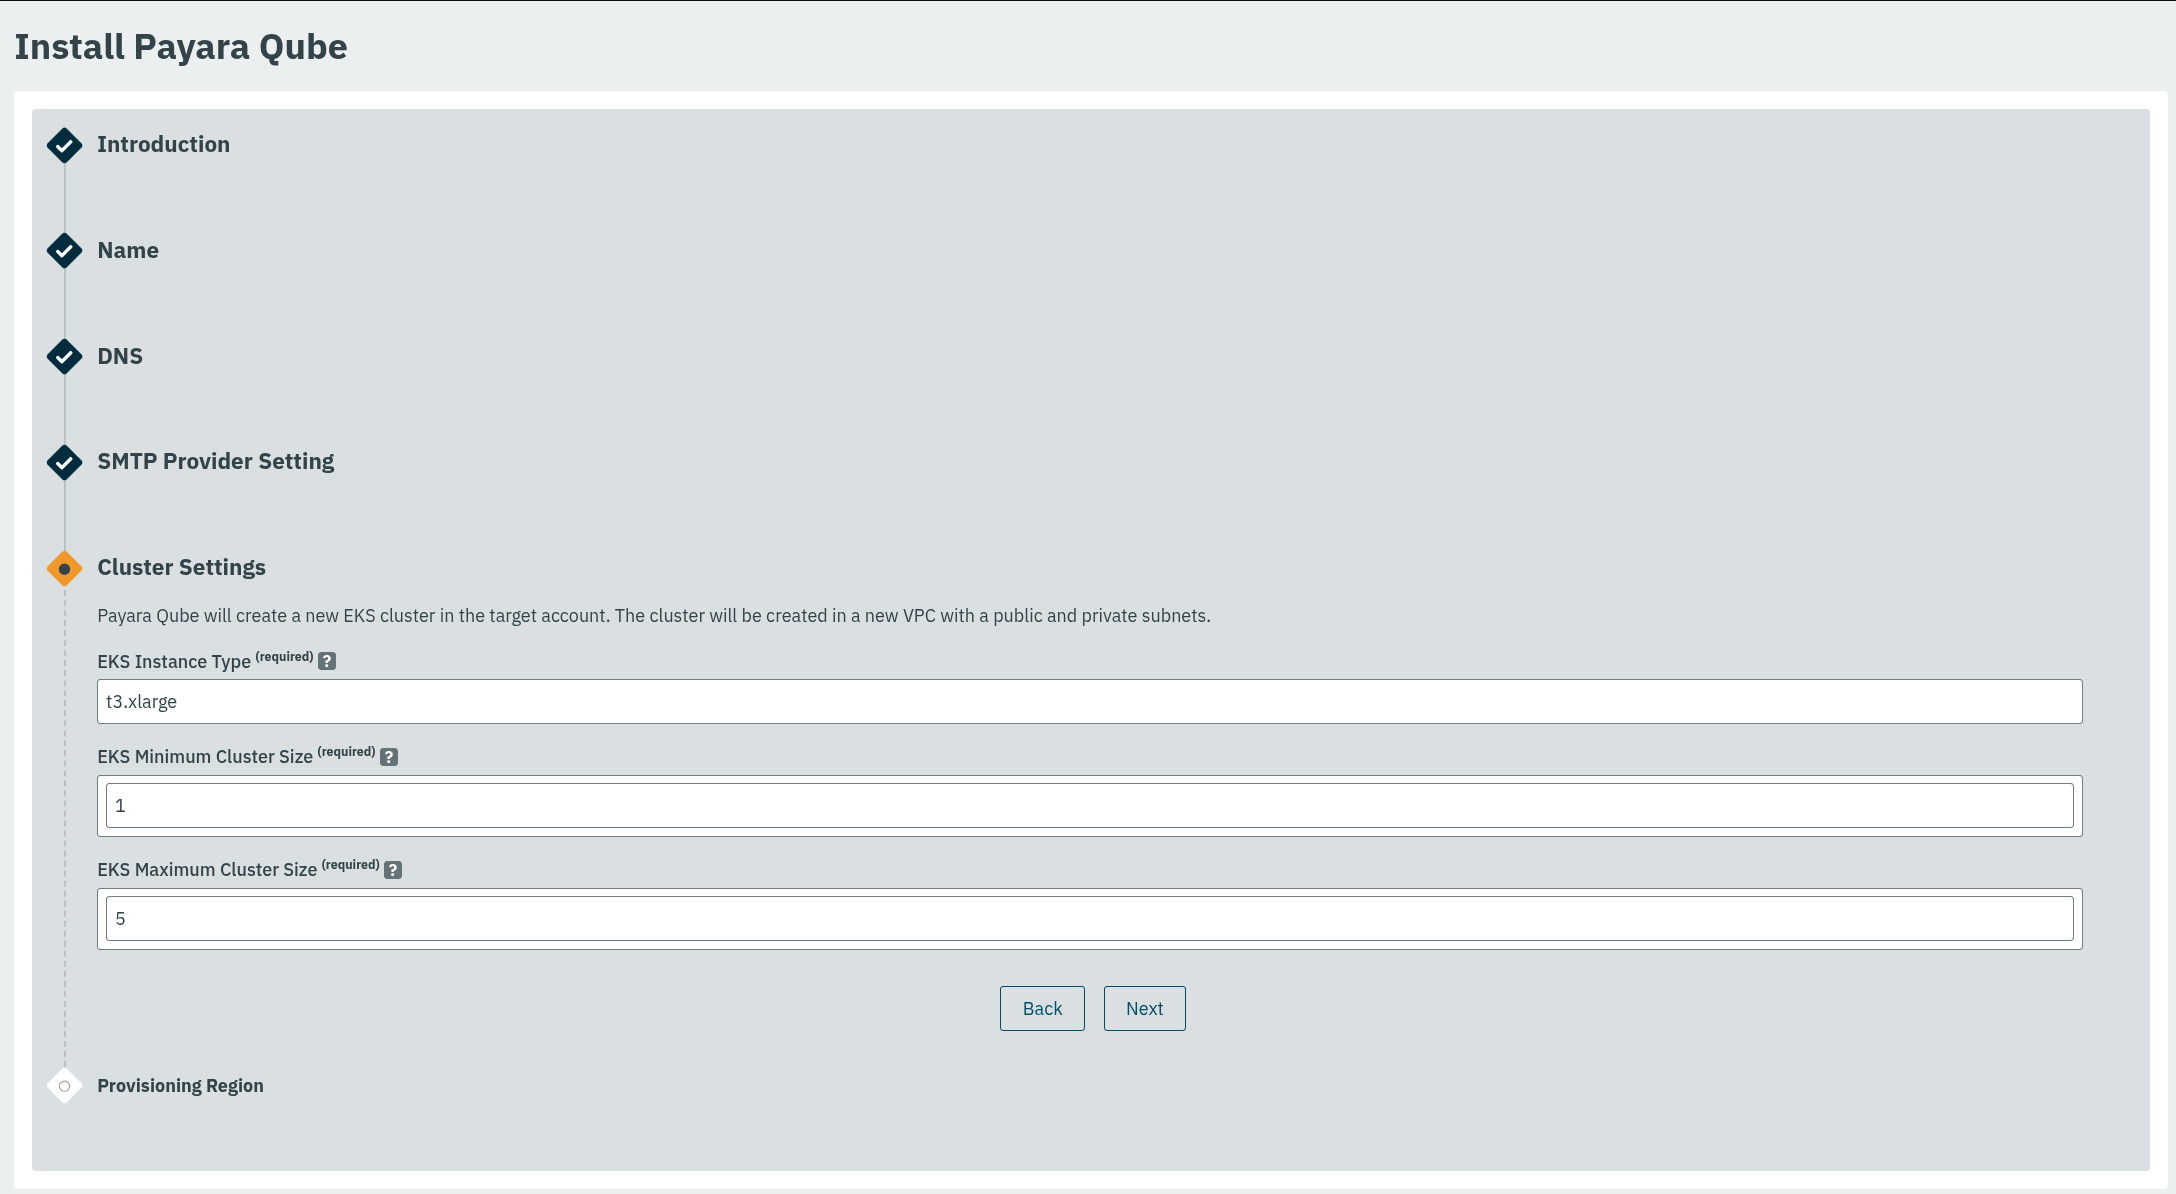 Install Payara Qube
Introduction
Name
DNS
SMTP Provider Setting
Cluster Settings
Payara Qube will create a new EKS cluster in the target account. The cluster will be created in a new VPC with a public and private subnets.
EKS Instance Type (required) ?
t3.xlarge
EKS Minimum Cluster Size (required) ?
1
EKS Maximum Cluster Size (required) ?
5
Back Next
Provisioning Region